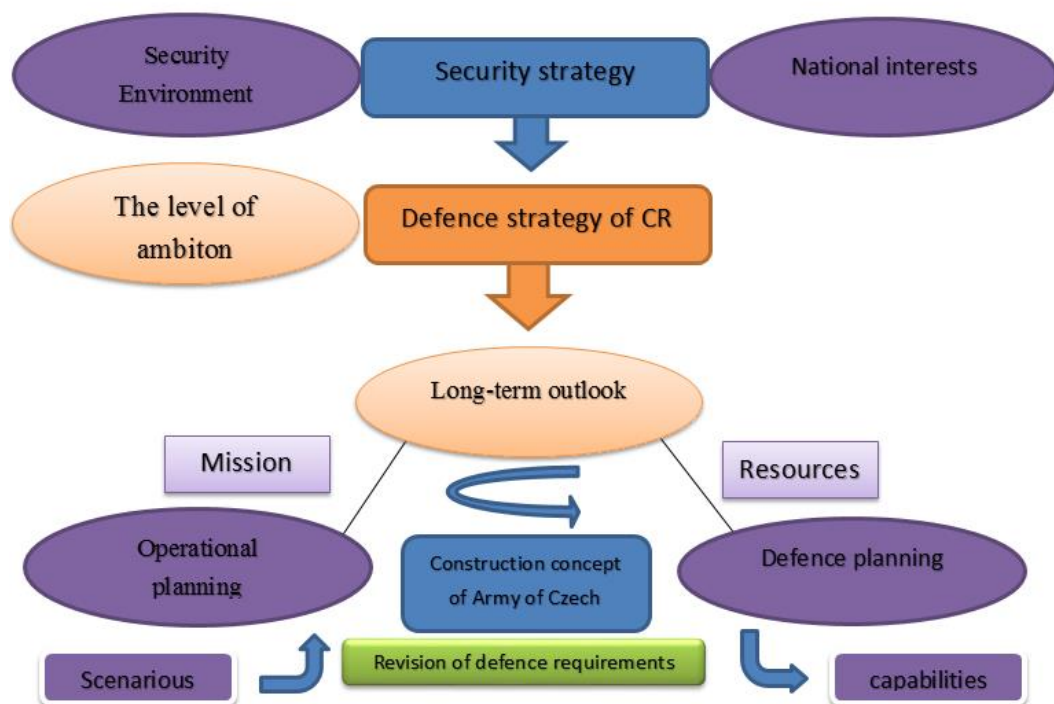 Security
Environment
Security strategy
National interests
The level of
ambiton
Defence strategy of CR
Long-term outlook
Mission
Resources
Operational
planning
Construction concept
of Army of Czech
Defence planning
Revision of defence requirements
Scenarious
capabilities